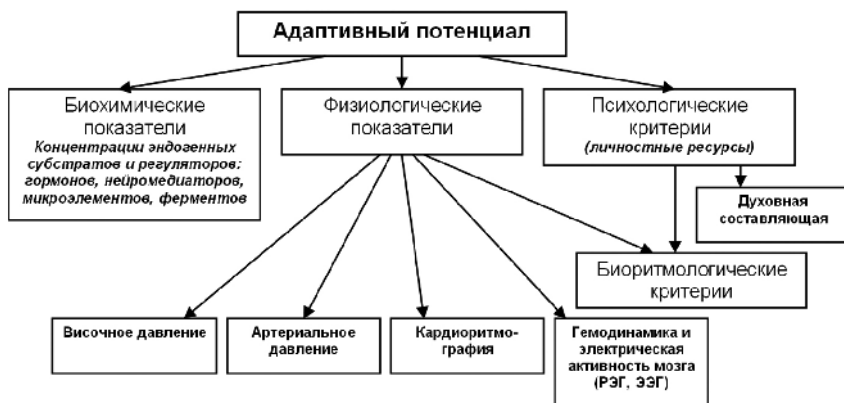 Адаптивный потенциал
Биохимические
показатели
Концентрации эндогенных
субстратов и регуляторов:
гормонов, нейромедиаторов,
микроэлементов, ферментов
Физиологические
показатели
Психологические
критерии
(личностные ресурсы)
Духовная
составляющая
Биоритмологические
критерии
Височное давление
Артериальное
давление
Кардиоритмо-
графия
Гемодинамика и
электрическая
активность мозга
(РЭГ, ЭЭГ)